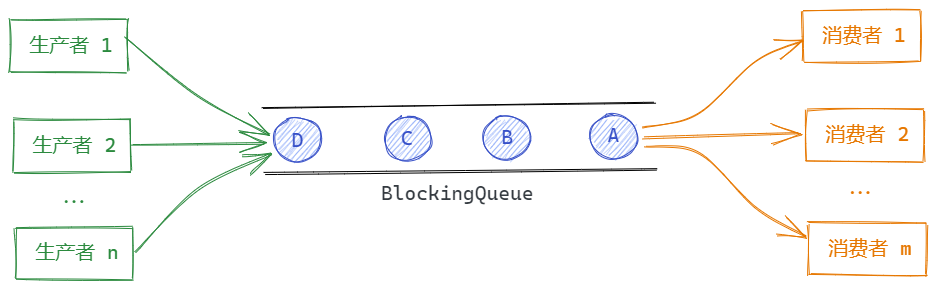 生产者 1
生产者 2
...
生产者 n
D
C
B
A
BlockingQueue
消费者 1
消费者 2
...
消费者 m